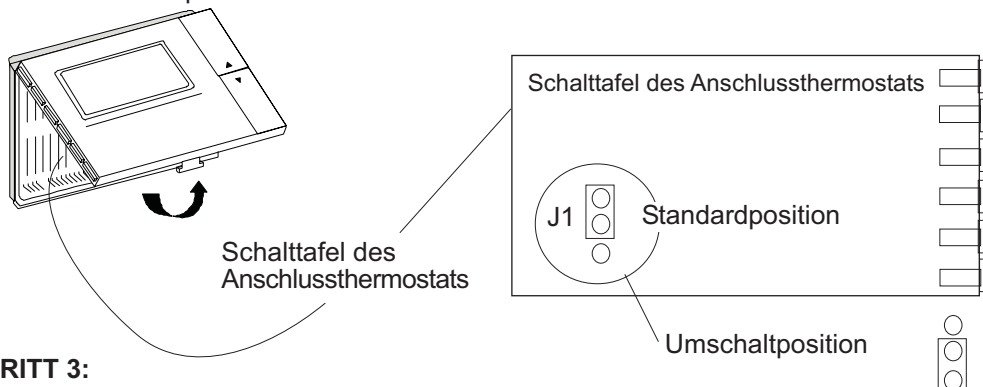 Schalttafel des Anschlussthermostats
J1
Standardposition
Schalttafel des
Anschlussthermostats
Umschaltposition
RITT 3: